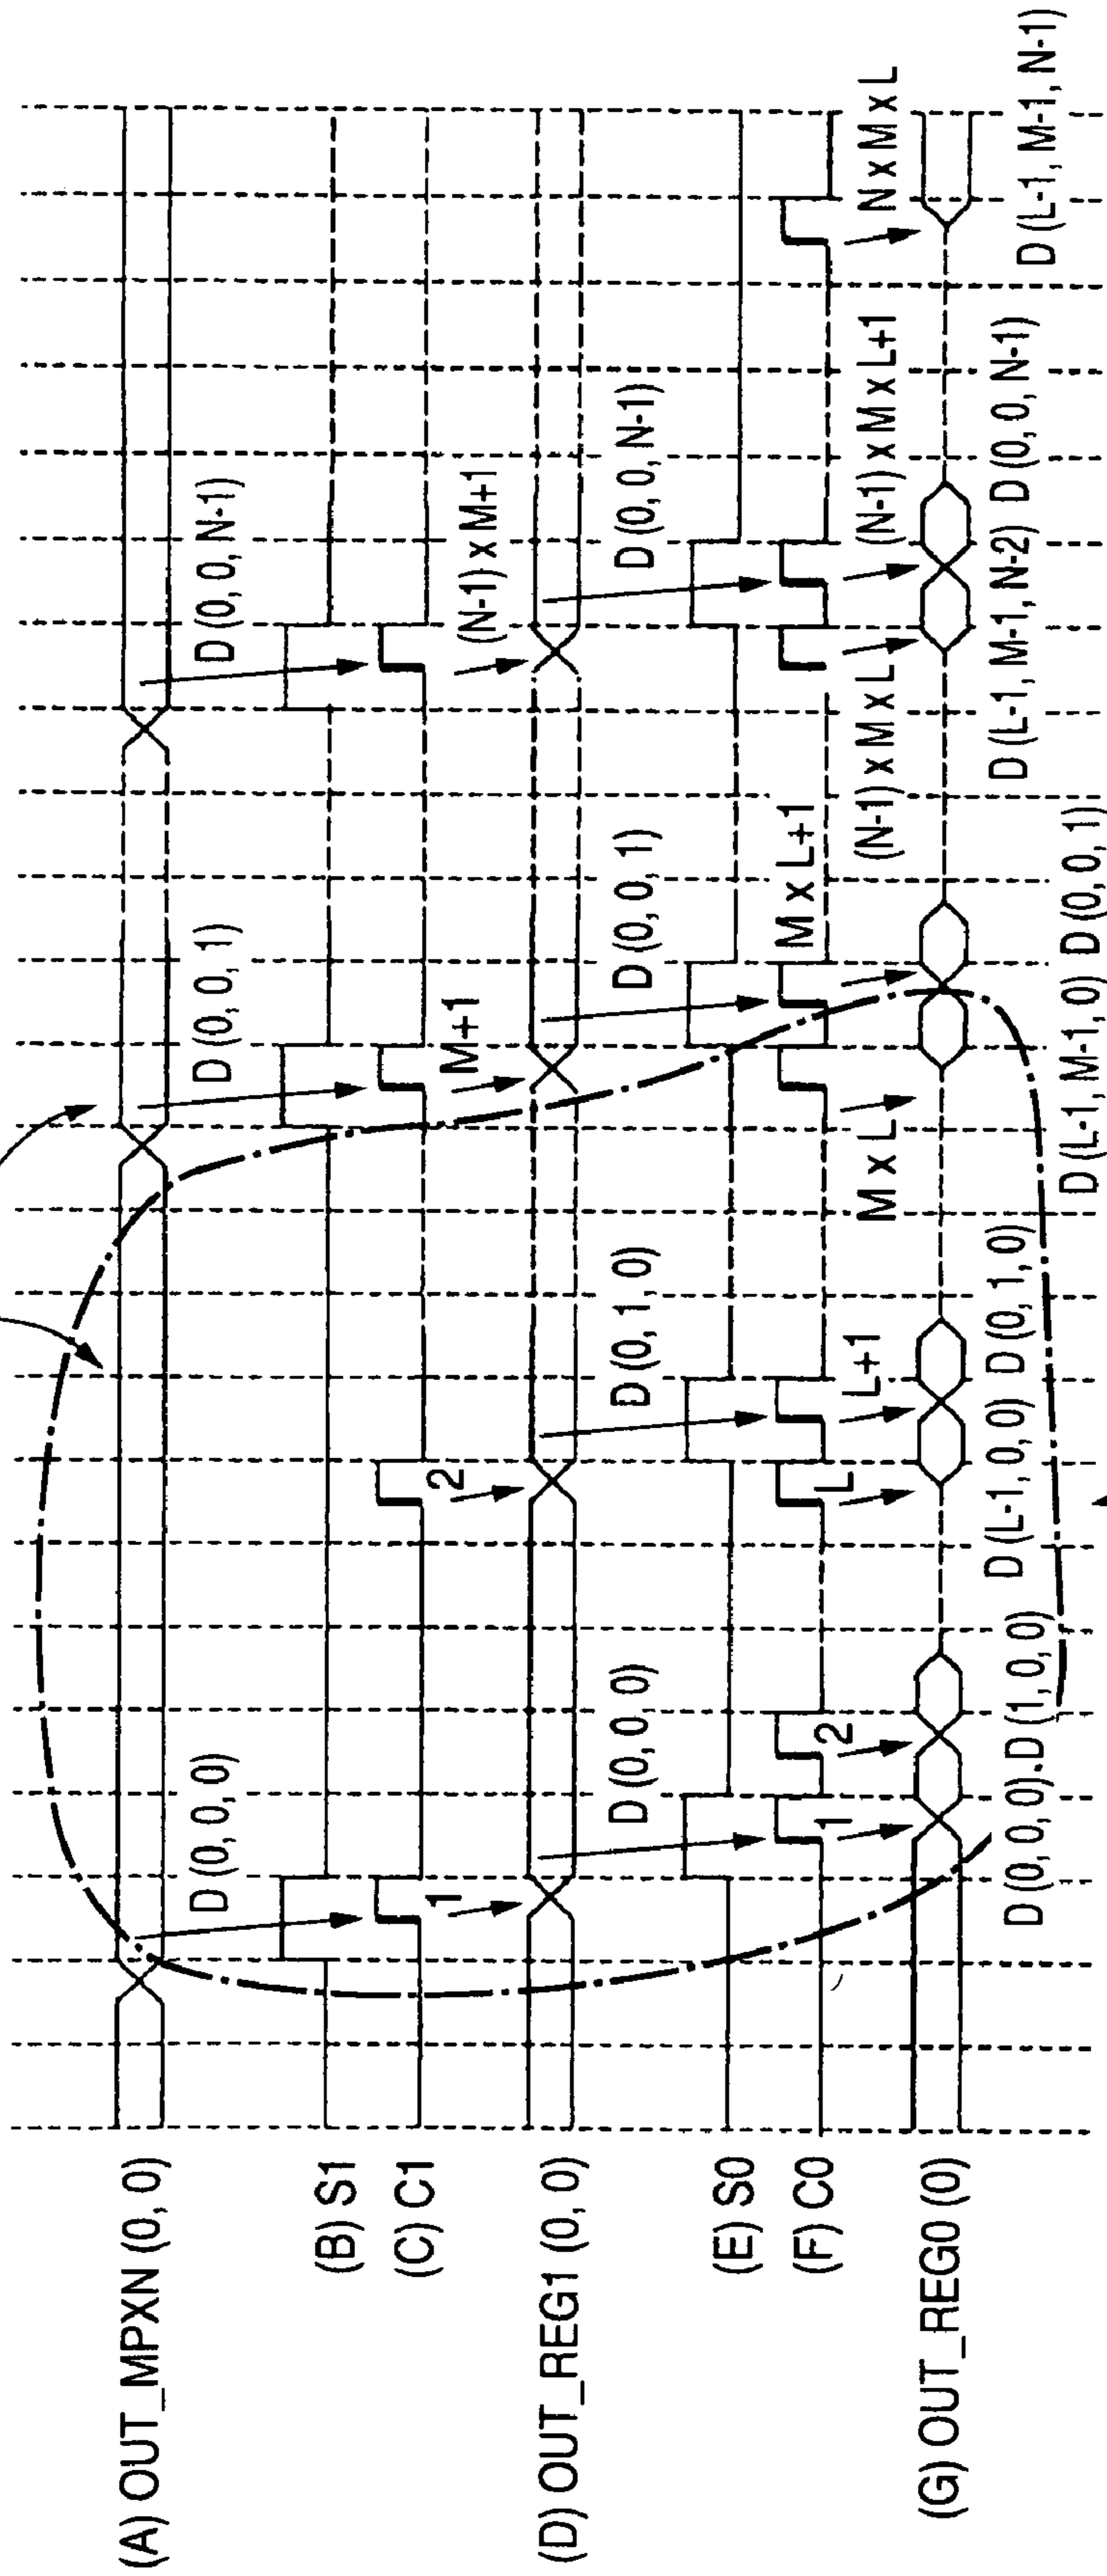 (A) OUT_MPXN (0, 0)
D (0, 0, 0)
D (0, 0, 1)
D (0, 0, N-1)
(B) S1
(C) C1
1
2
M+1
(N-1) x M+1
(D) OUT_REG1 (0, 0)
D (0, 0, 0)
D (0, 1, 0)
D (0, 0, 1)
D (0, 0, N-1)
(E) S0
(F) C0
1
2
L
L+1
M x L
M x L+1
(N-1) x M x L
(N-1) x M x L+1
N x M x L
(G) OUT_REG0 (0)
D (0, 0, 0)
D (1, 0, 0)
D (L-1, 0, 0)
D (0, 1, 0)
D (L-1, M-1, 0)
D (0, 0, 1)
D (L-1, M-1, N-2)
D (0, 0, N-1)
D (L-1, M-1, N-1)